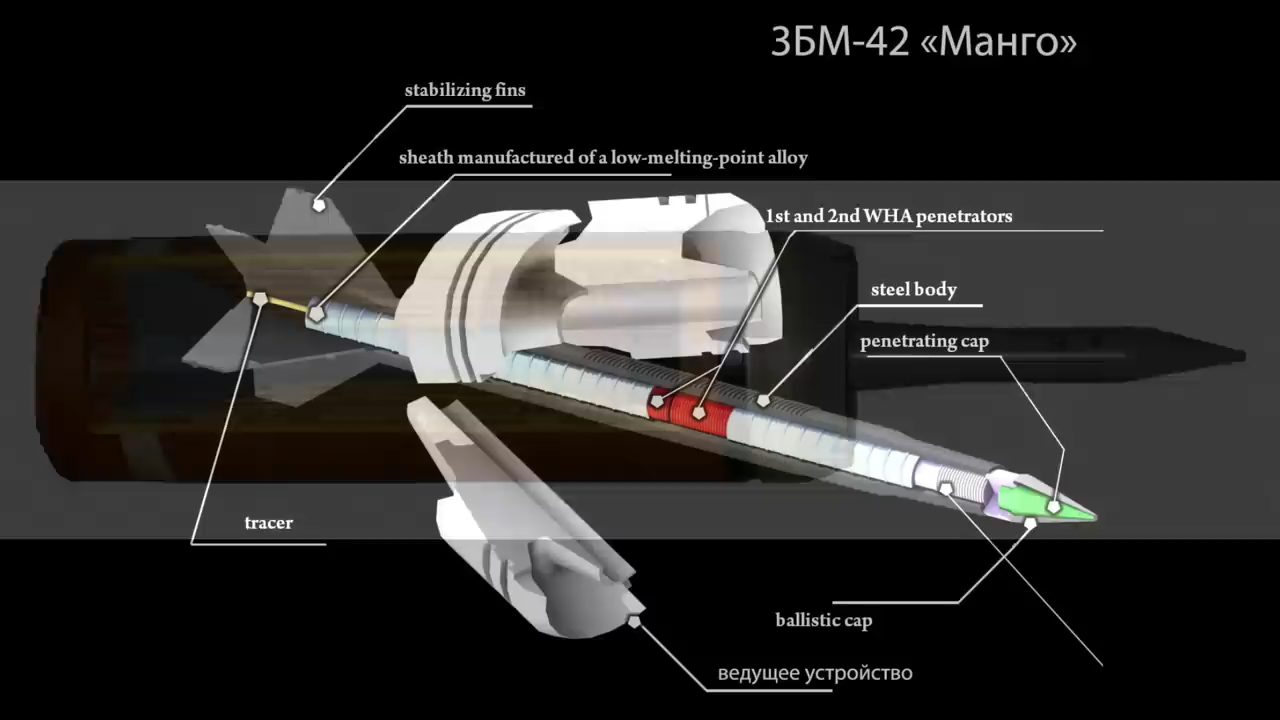 3БМ-42 «Манго»
stabilizing fins
sheath manufactured of a low-melting-point alloy
1st and 2nd WHA penetrators
steel body
penetrating cap
tracer
ballistic cap
ведущее устройство